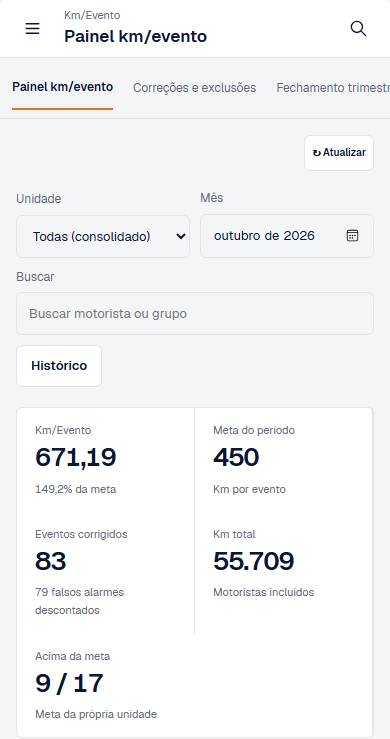 Km/Evento
Painel km/evento
Painel km/evento
Correções e exclusões
Fechamento trimest
↻ Atualizar
Unidade
Mês
Todas (consolidado)
outubro de 2026
Buscar
Buscar motorista ou grupo
Histórico
Km/Evento
Meta do período
671,19
450
149,2% da meta
Km por evento
Eventos corrigidos
Km total
83
55.709
79 falsos alarmes
descontados
Motoristas incluídos
Acima da meta
9 / 17
Meta da própria unidade